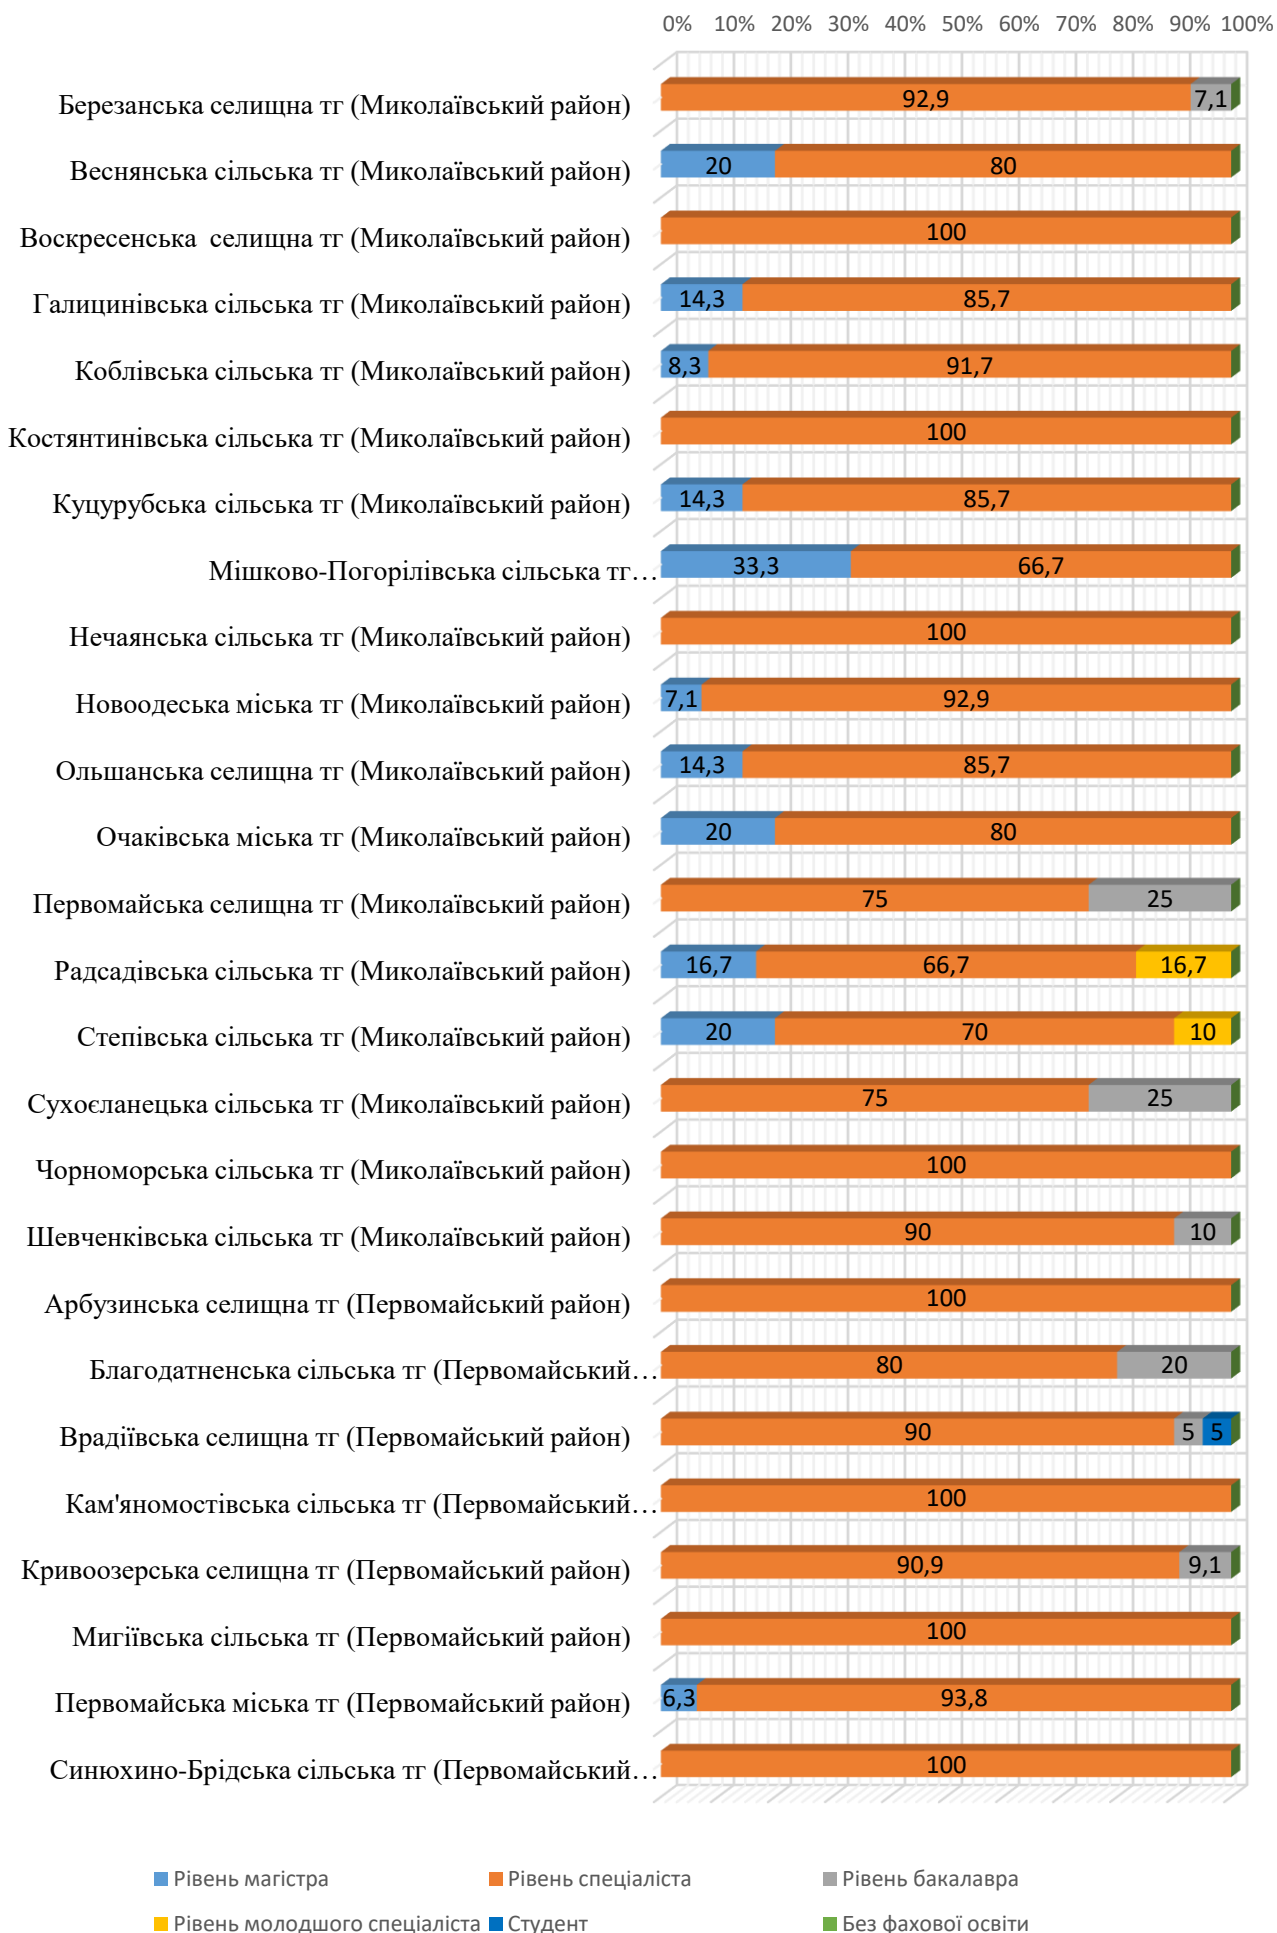 0% 10% 20% 30% 40% 50% 60% 70% 80% 90% 100%
Березанська селищна тг (Миколаївський район) 92,9 7,1
Веснянська сільська тг (Миколаївський район) 20 80
Воскресенська селищна тг (Миколаївський район) 100
Галицинівська сільська тг (Миколаївський район) 14,3 85,7
Коблівська сільська тг (Миколаївський район) 8,3 91,7
Костянтинівська сільська тг (Миколаївський район) 100
Куцурубська сільська тг (Миколаївський район) 14,3 85,7
Мішково-Погорілівська сільська тг… 33,3 66,7
Нечаянська сільська тг (Миколаївський район) 100
Новоодеська міська тг (Миколаївський район) 7,1 92,9
Ольшанська селищна тг (Миколаївський район) 14,3 85,7
Очаківська міська тг (Миколаївський район) 20 80
Первомайська селищна тг (Миколаївський район) 75 25
Радсадівська сільська тг (Миколаївський район) 16,7 66,7 16,7
Степівська сільська тг (Миколаївський район) 20 70 10
Сухоєланецька сільська тг (Миколаївський район) 75 25
Чорноморська сільська тг (Миколаївський район) 100
Шевченківська сільська тг (Миколаївський район) 90 10
Арбузинська селищна тг (Первомайський район) 100
Благодатненська сільська тг (Первомайський… 80 20
Врадіївська селищна тг (Первомайський район) 90 5 5
Кам'яномостівська сільська тг (Первомайський… 100
Кривоозерська селищна тг (Первомайський район) 90,9 9,1
Мигіївська сільська тг (Первомайський район) 100
Первомайська міська тг (Первомайський район) 6,3 93,8
Синюхино-Брідська сільська тг (Первомайський… 100
Рівень магістра Рівень спеціаліста Рівень бакалавра
Рівень молодшого спеціаліста Студент Без фахової освіти